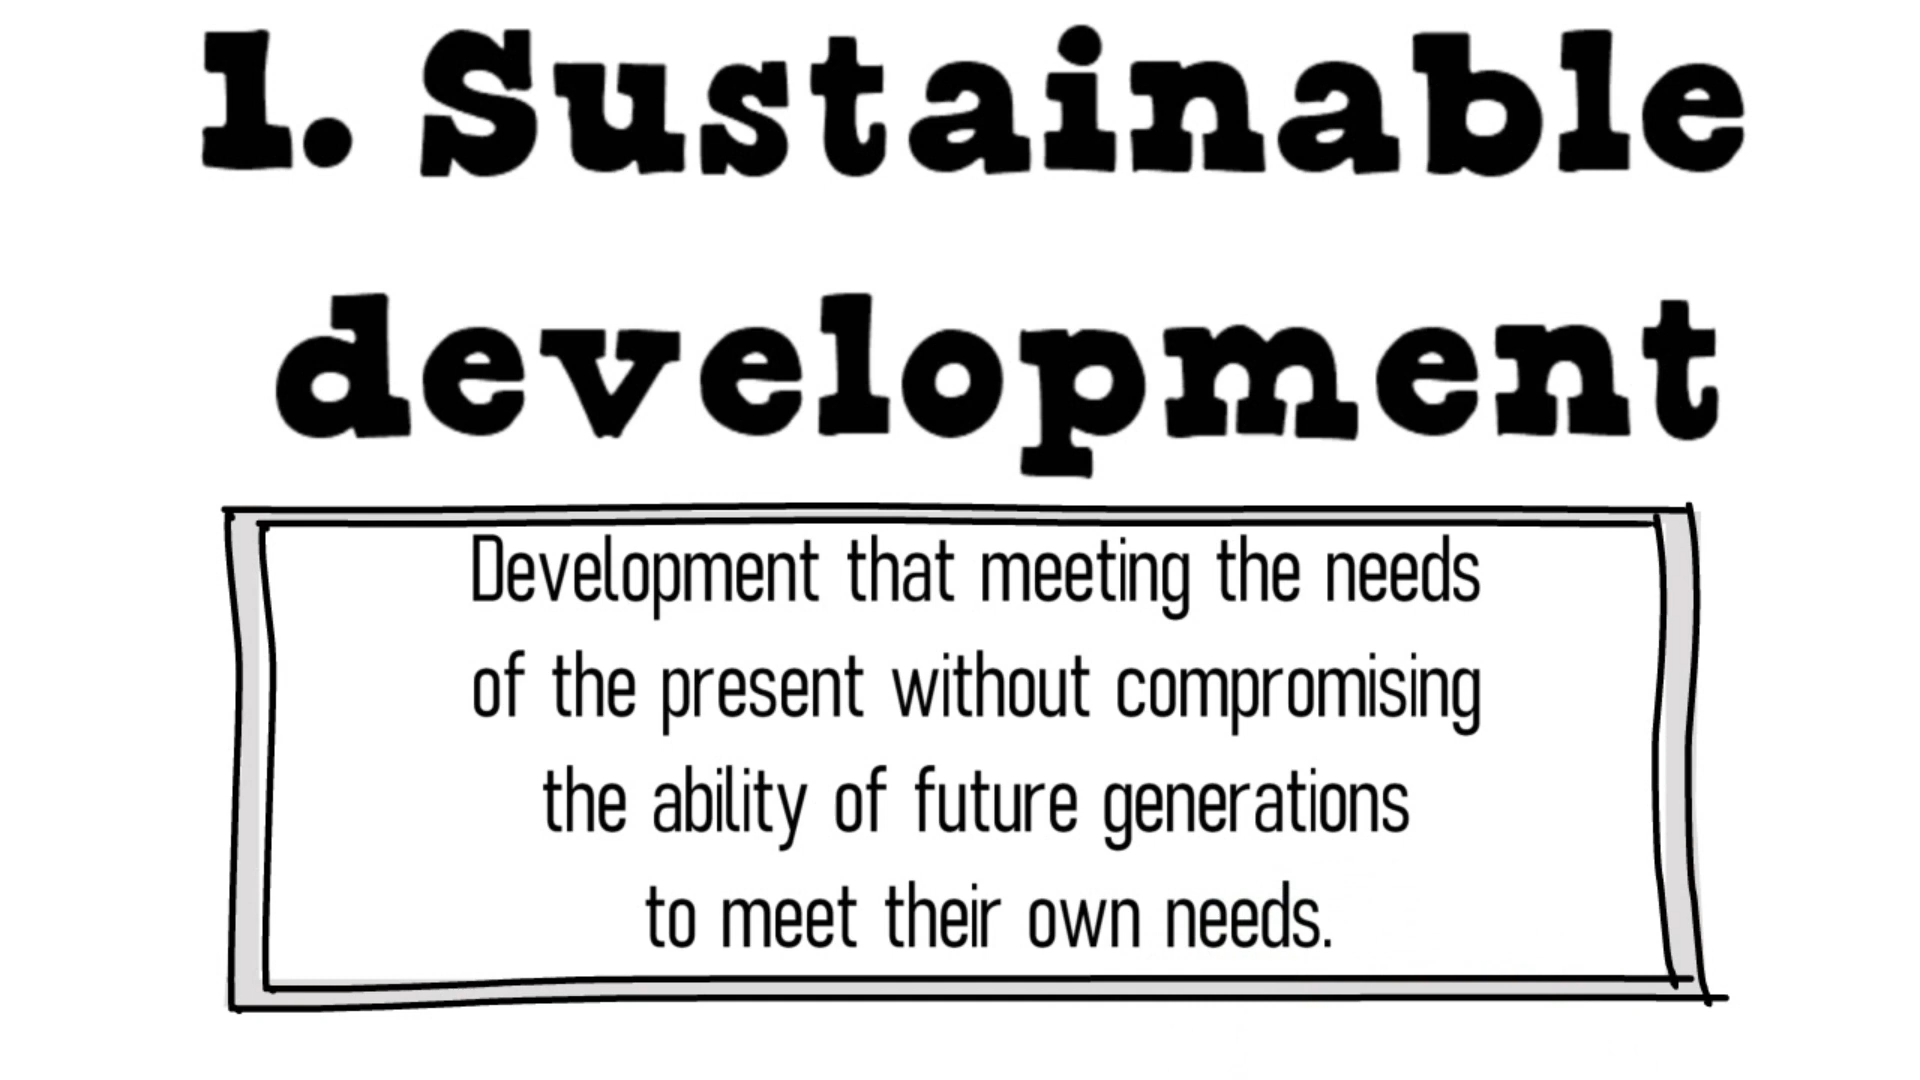 1. Sustainable
development
Development that meeting the needs
of the present without compromising
the ability of future generations
to meet their own needs.